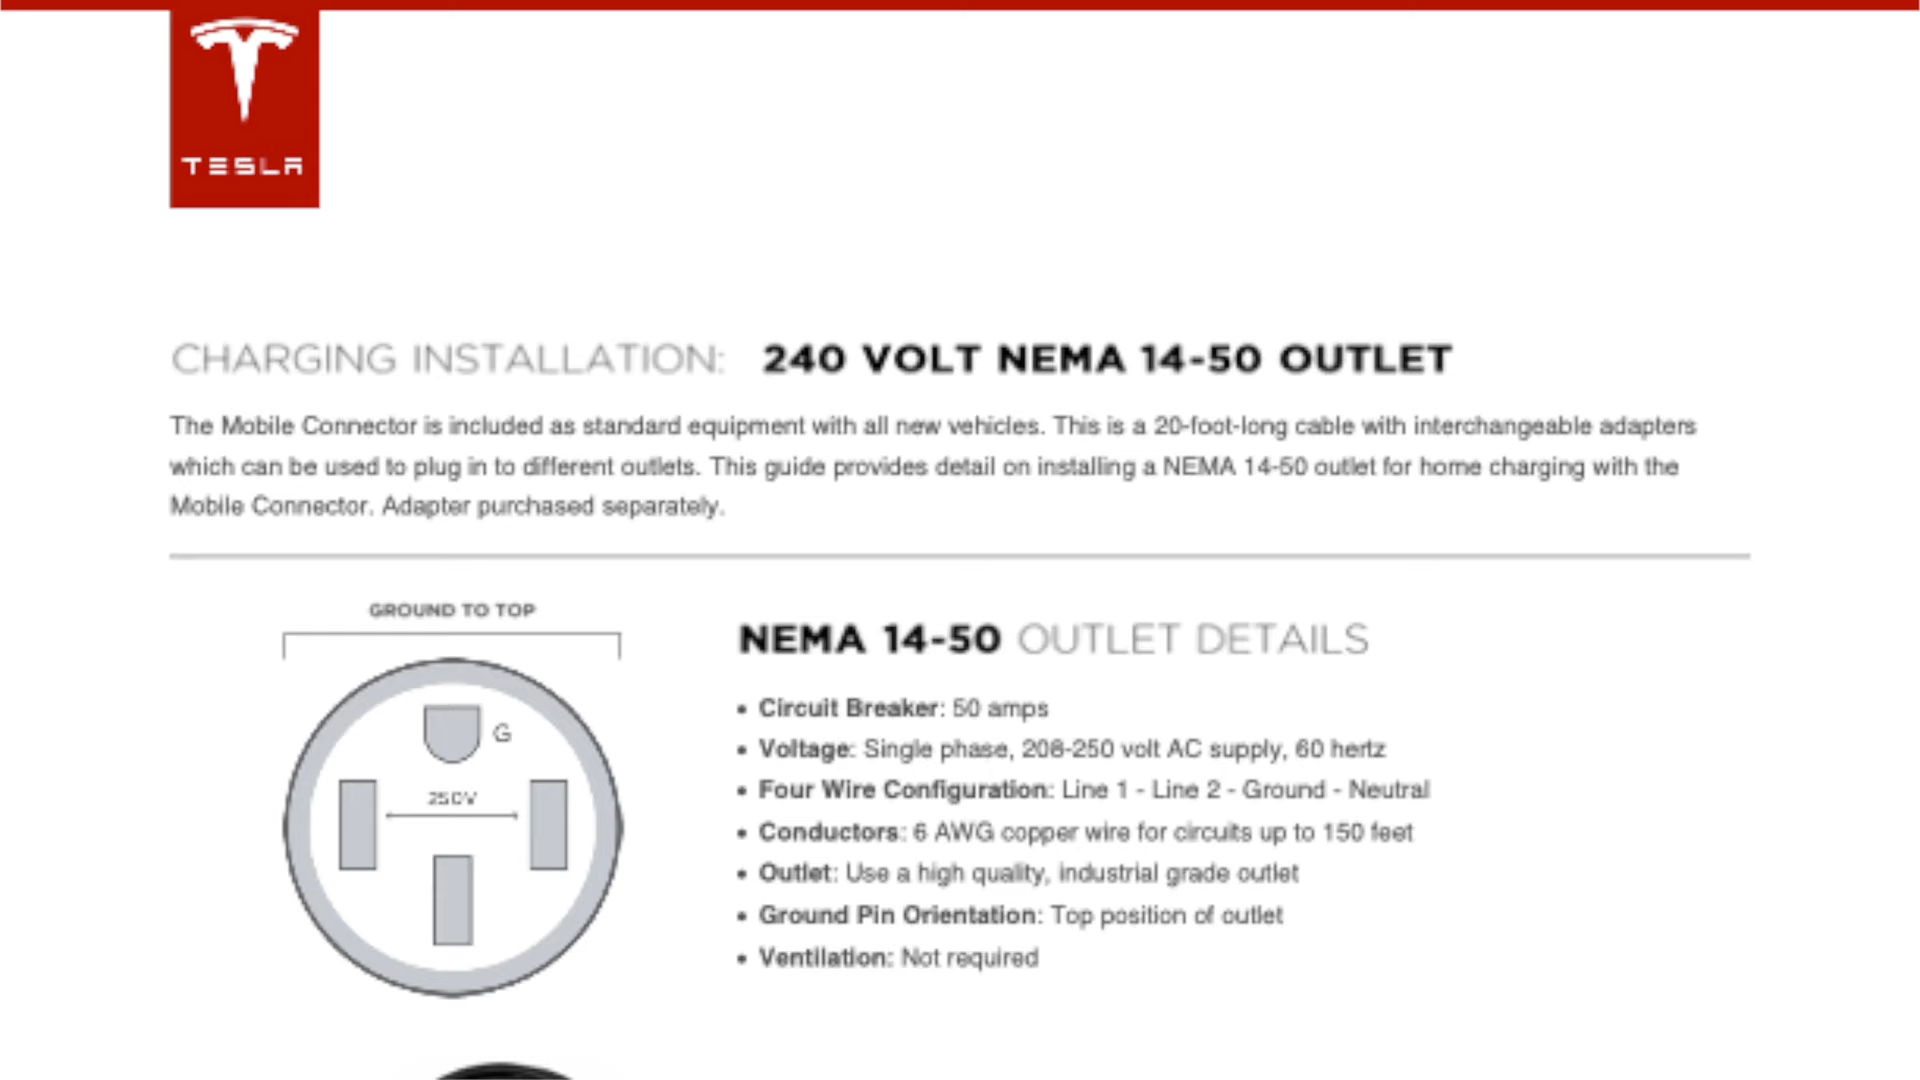 TESLA
CHARGING INSTALLATION: 240 VOLT NEMA 14-50 OUTLET
The Mobile Connector is included as standard equipment with all new vehicles. This is a 20-foot-long cable with interchangeable adapters
which can be used to plug in to different outlets. This guide provides detail on installing a NEMA 14-50 outlet for home charging with the
Mobile Connector. Adapter purchased separately.
GROUND TO TOP
G
250V
NEMA 14-50 OUTLET DETAILS
• Circuit Breaker: 50 amps
• Voltage: Single phase, 208-250 volt AC supply, 60 hertz
• Four Wire Configuration: Line 1 - Line 2 - Ground - Neutral
• Conductors: 6 AWG copper wire for circuits up to 150 feet
• Outlet: Use a high quality, industrial grade outlet
• Ground Pin Orientation: Top position of outlet
• Ventilation: Not required